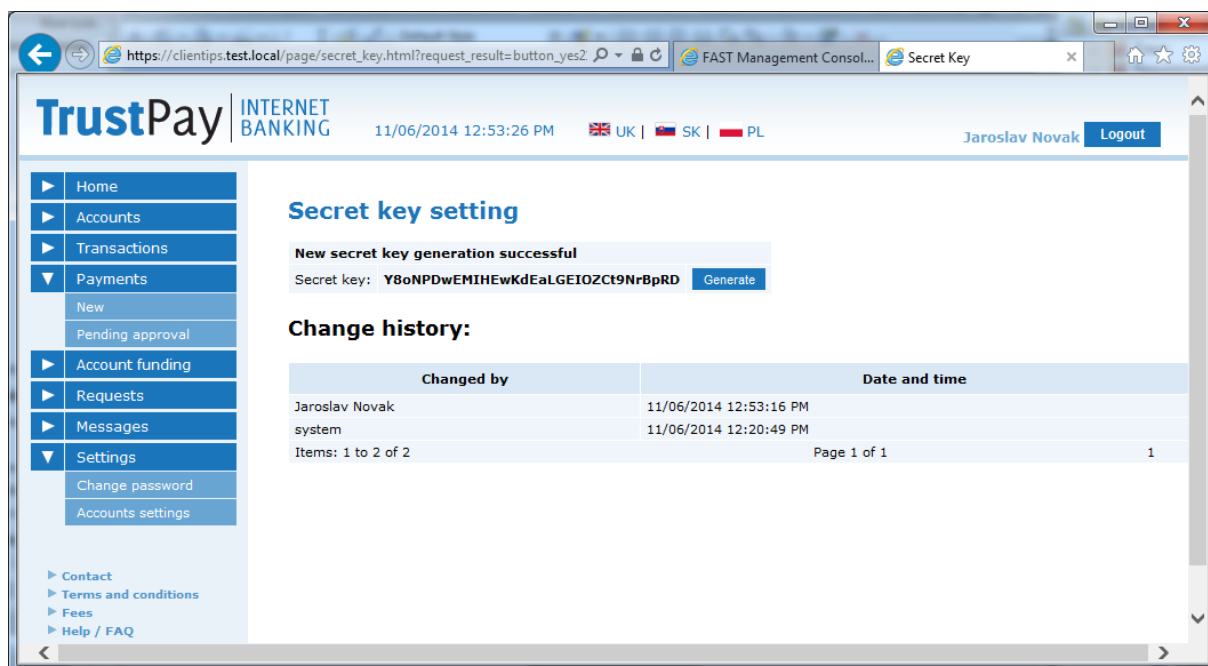 https://clientips.test.local/page/secret_key.html?request_result=button_yes2
FAST Management Consol...
Secret Key
TrustPay INTERNET BANKING
11/06/2014 12:53:26 PM
UK | SK | PL
Jaroslav Novak
Logout
Home
Accounts
Transactions
Payments
New
Pending approval
Account funding
Requests
Messages
Settings
Change password
Accounts settings
Contact
Terms and conditions
Fees
Help / FAQ
Secret key setting
New secret key generation successful
Secret key: Y8oNPDwEMIHEwKdEaLGEIOZCt9NrBpRD Generate
Change history:
Changed by Date and time
Jaroslav Novak 11/06/2014 12:53:16 PM
system 11/06/2014 12:20:49 PM
Items: 1 to 2 of 2 Page 1 of 1 1